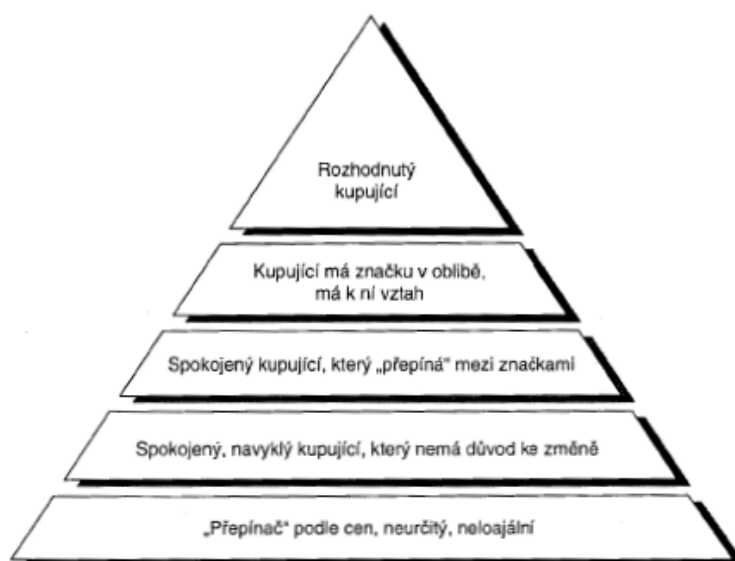 Rozhodnutý
kupující
Kupující má značku v oblibě,
má k ní vztah
Spokojený kupující, který „přepíná“ mezi značkami
Spokojený, navyklý kupující, který nemá důvod ke změně
„Přepínač“ podle cen, neurčitý, neloajální